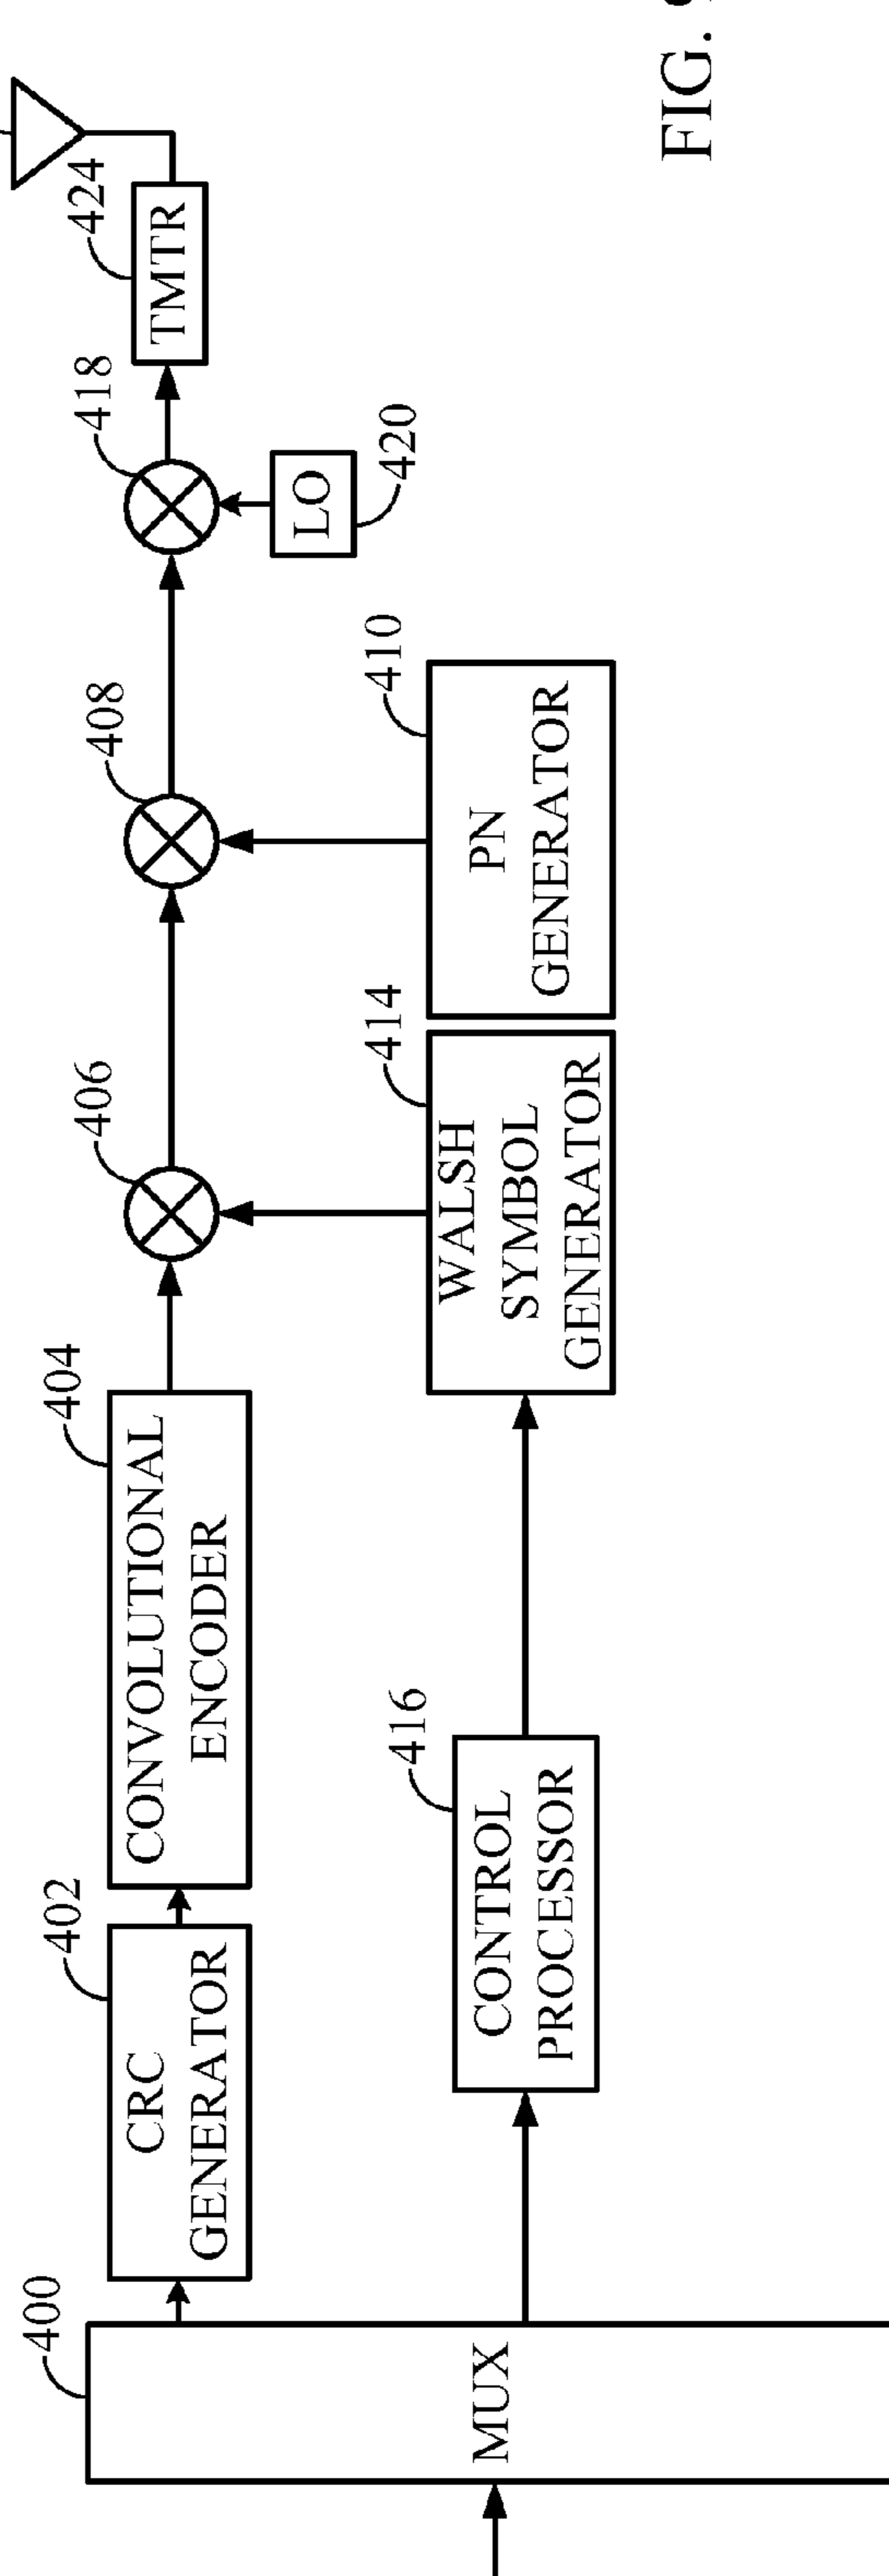 400
MUX
402
CRC
GENERATOR
404
CONVOLUTIONAL
ENCODER
406
408
418
424
TMTR
LO
420
416
CONTROL
PROCESSOR
414
WALSH
SYMBOL
GENERATOR
410
PN
GENERATOR
FIG.